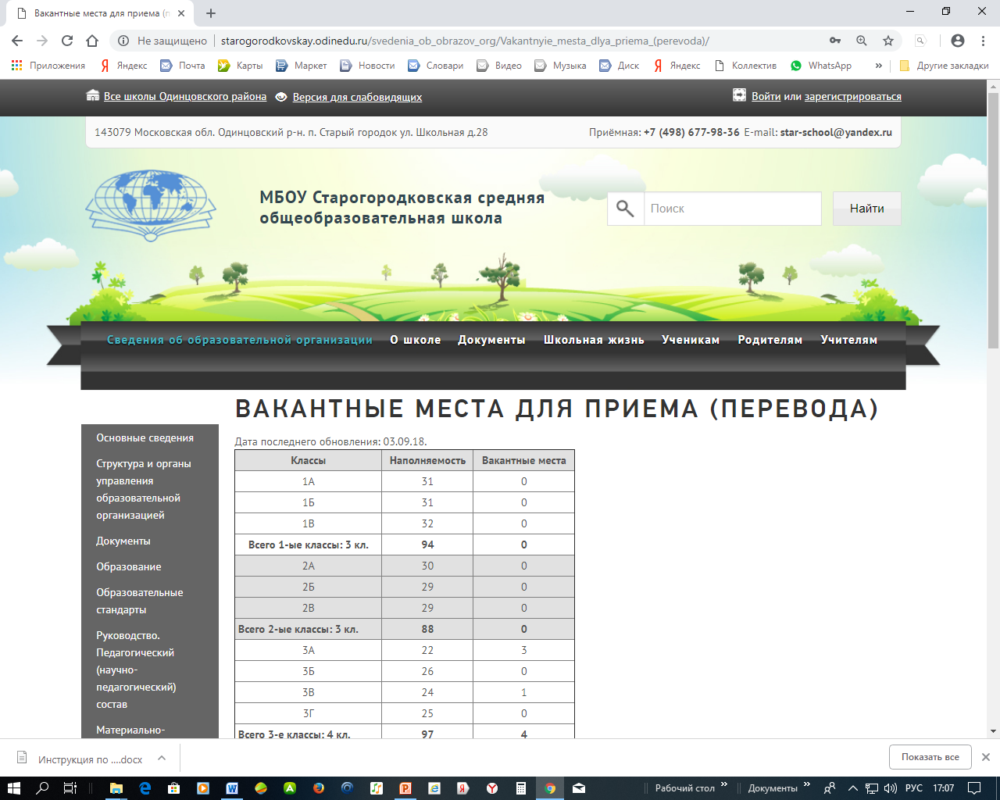 Вакантные места для приема (п
Не защищено
starogorodkovskay.odinedu.ru/svedenia_ob_obrazov_org/Vakantnyie_mesta_dlya_priema_(perevoda)/
Приложения Яндекс Почта Карты Маркет Новости Словари Видео Музыка Диск Яндекс Коллектив WhatsApp » Другие закладки
Все школы Одинцовского района Версия для слабовидящих Войти или зарегистрироваться
143079 Московская обл. Одинцовский р-н. п. Старый городок ул. Школьная д.28 Приёмная: +7 (498) 677-98-36 E-mail: star-school@yandex.ru
МБОУ Старогородковская средняя
общеобразовательная школа
Поиск Найти
Сведения об образовательной организации О школе Документы Школьная жизнь Ученикам Родителям Учителям
ВАКАНТНЫЕ МЕСТА ДЛЯ ПРИЕМА (ПЕРЕВОДА)
Основные сведения
Структура и органы
управления
образовательной
организацией
Документы
Образование
Образовательные
стандарты
Руководство.
Педагогический
(научно-
педагогический)
состав
Материально-
Дата последнего обновления: 03.09.18.
Классы Наполняемость Вакантные места
1А 31 0
1Б 31 0
1В 32 0
Всего 1-ые классы: 3 кл. 94 0
2А 30 0
2Б 29 0
2В 29 0
Всего 2-ые классы: 3 кл. 88 0
3А 22 3
3Б 26 0
3В 24 1
3Г 25 0
Всего 3-е классы: 4 кл. 97 4
Инструкция по ....docx Показать все
Рабочий стол » Документы » РУС 17:07